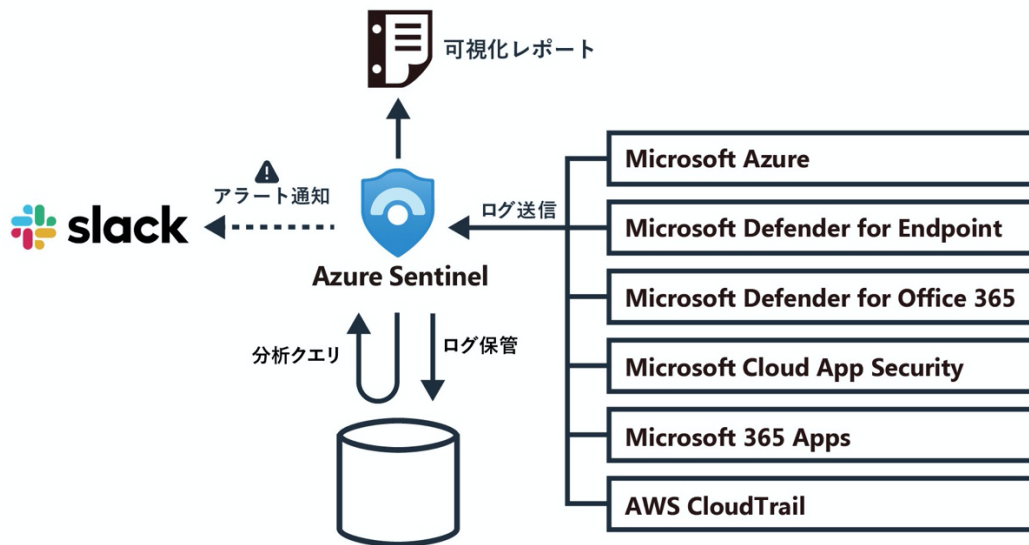 可視化レポート
アラート通知
slack
Azure Sentinel
ログ送信
分析クエリ
ログ保管
Microsoft Azure
Microsoft Defender for Endpoint
Microsoft Defender for Office 365
Microsoft Cloud App Security
Microsoft 365 Apps
AWS CloudTrail